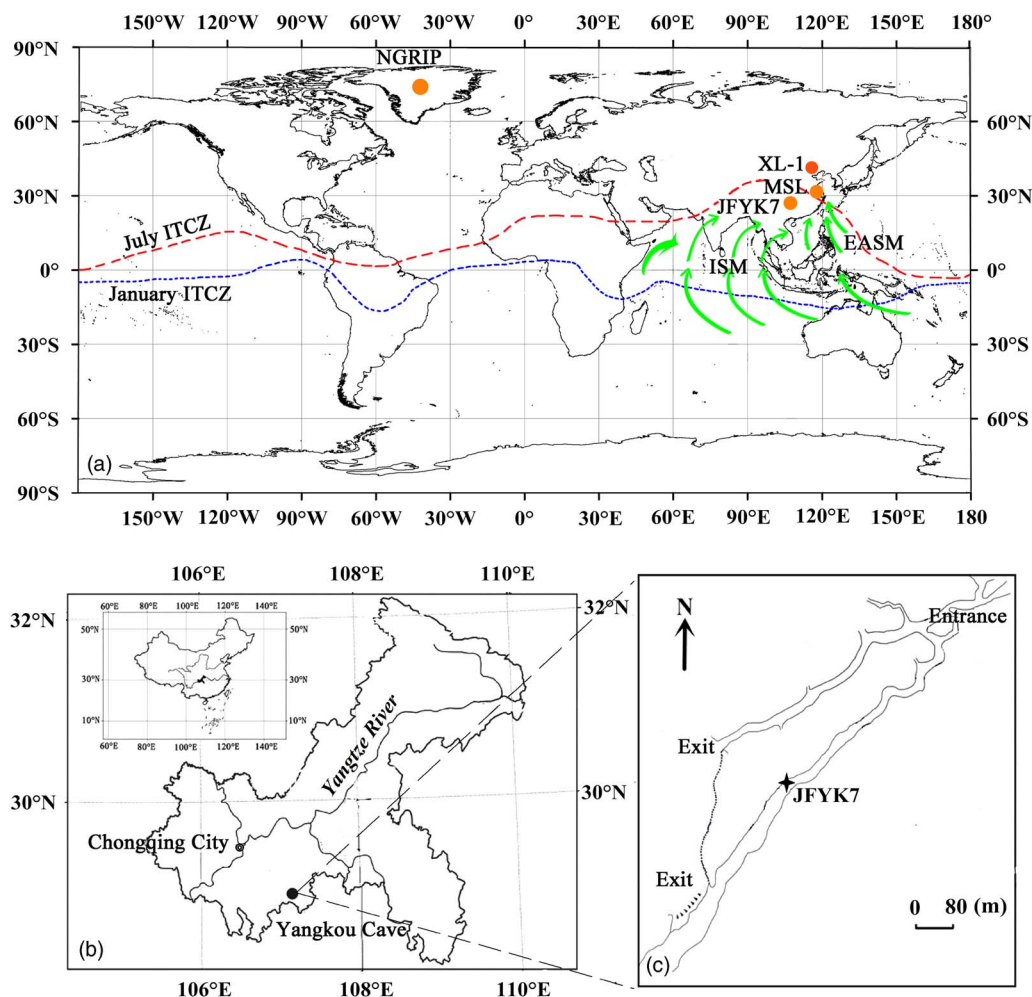 150°W 120°W 90°W 60°W 30°W 0°E 30°E 60°E 90°E 120°E 150°E 180°
90°N
NGRIP
60°N 60°N
XL-1
30°N MSL 30°N
JFYK7
July ITCZ EASM
0° ISM 0°
January ITCZ
30°S 30°S
60°S 60°S
(a)
90°S
150°W 120°W 90°W 60°W 30°W 0°E 30°E 60°E 90°E 120°E 150°E 180
106°E 108°E 110°E
32°N 32°N
60°E 80°E 100°E 120°E 140°E
50°N 50°N
30°N 30°N
10°N 10°N
60°E 80°E 100°E 120°E 140°E
Yangtze River
30°N 30°N
Chongqing City
Yangkou Cave
(b)
106°E 108°E 110°E
N
Entrance
Exit
JFYK7
Exit
0 80 (m)
(c)